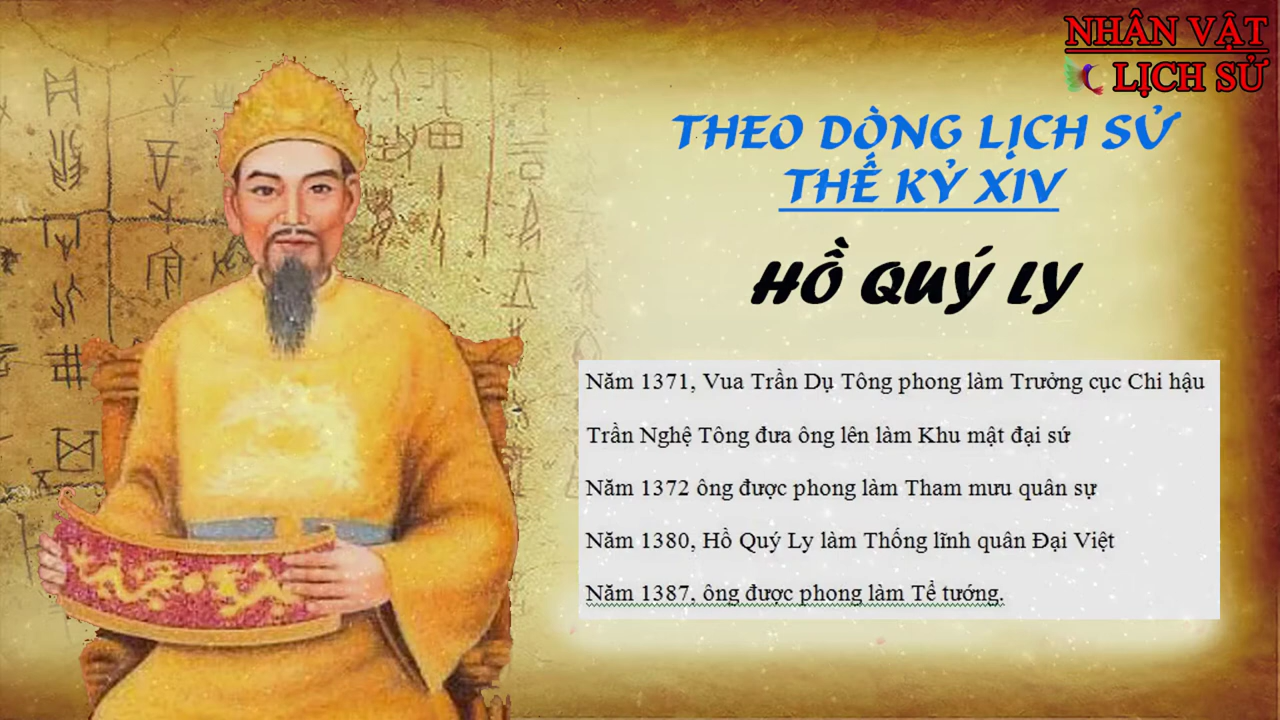 NHÂN VẬT
LỊCH SỬ
THEO DÒNG LỊCH SỬ
THẾ KỶ XIV
HỒ QUÝ LY
Năm 1371, Vua Trần Dụ Tông phong làm Trưởng cục Chi hậu
Trần Nghệ Tông đưa ông lên làm Khu mật đại sứ
Năm 1372 ông được phong làm Tham mưu quân sự
Năm 1380, Hồ Quý Ly làm Thống lĩnh quân Đại Việt
Năm 1387, ông được phong làm Tể tướng.